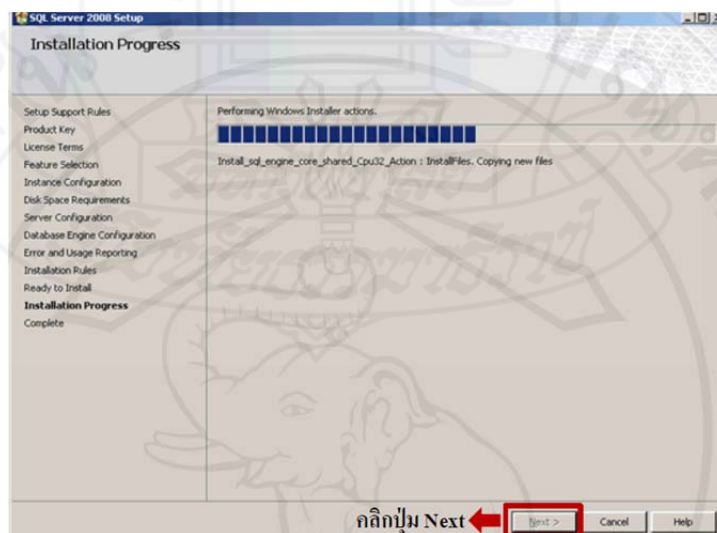 SQL Server 2008 Setup
Installation Progress
Setup Support Rules
Product Key
License Terms
Feature Selection
Instance Configuration
Disk Space Requirements
Server Configuration
Database Engine Configuration
Error and Usage Reporting
Installation Rules
Ready to Install
Installation Progress
Complete
Performing Windows Installer actions.
Install_sql_engine_core_shared_Cpu32_Action : InstallFiles. Copying new files
คลิกปุ่ม Next
Next >
Cancel
Help